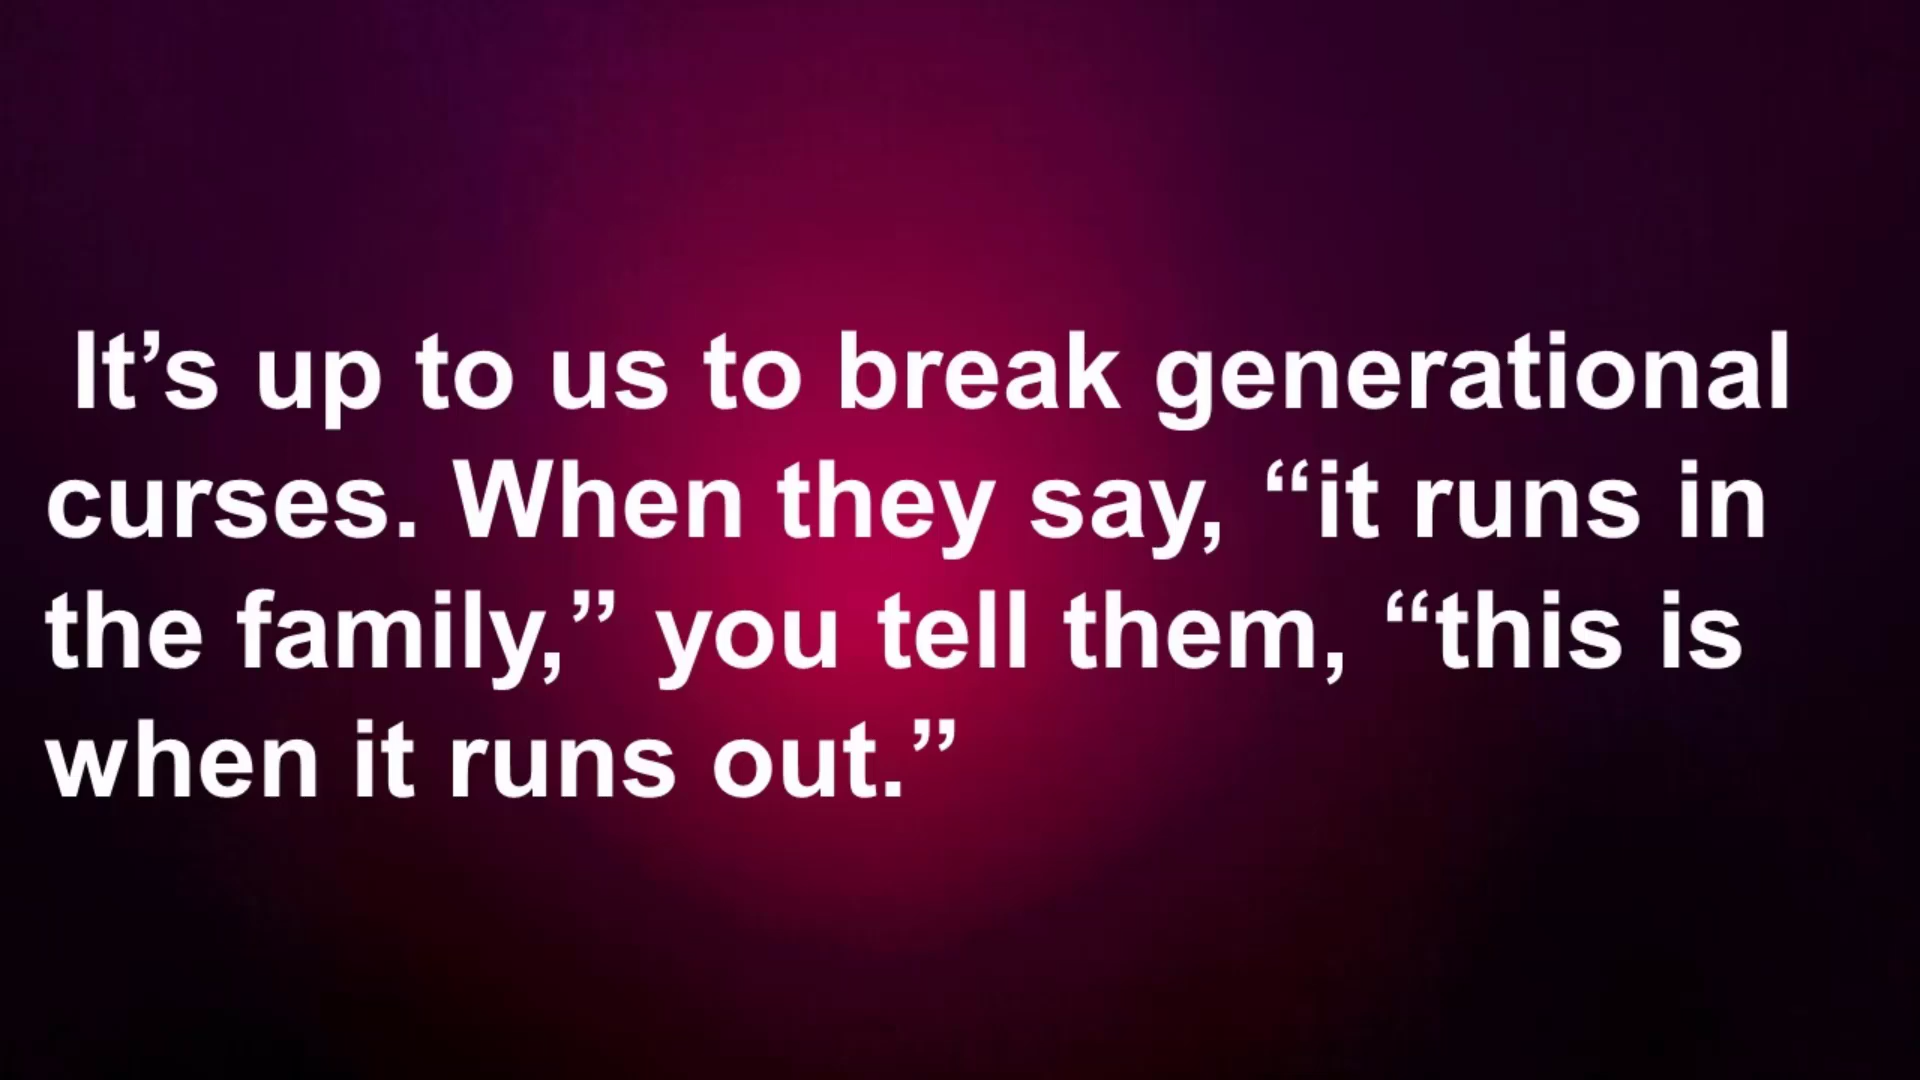 It’s up to us to break generational
curses. When they say, “it runs in
the family,” you tell them, “this is
when it runs out.”